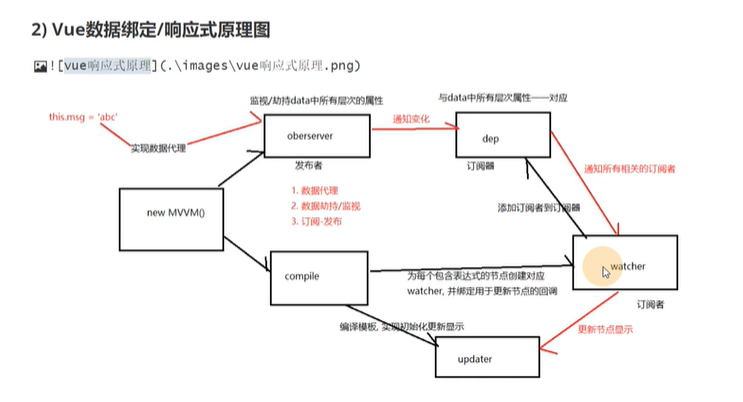 2) Vue数据绑定/响应式原理图
![vue响应式原理](.\images\vue响应式原理.png)
监视/劫持data中所有层次的属性
与data中所有层次属性一一对应
this.msg = 'abc'
实现数据代理
oberserver
通知变化
dep
发布者
订阅器
通知所有相关的订阅者
1. 数据代理
2. 数据劫持/监视
3. 订阅-发布
new MVVM()
添加订阅者到订阅器
compile
为每个包含表达式的节点创建对应
watcher, 并绑定用于更新节点的回调
watcher
订阅者
编译模板, 实现初始化更新显示
更新节点显示
updater